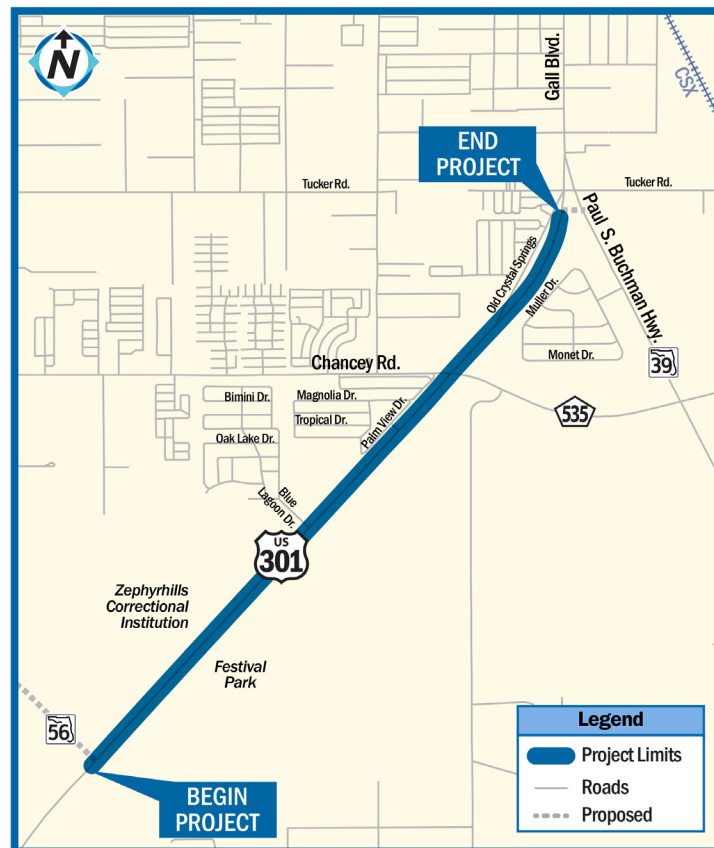 N
Gall Blvd.
CSX
END
PROJECT
Tucker Rd.
Tucker Rd.
Paul S. Buchman Hwy.
Old Crystal Springs
Muller Dr.
Monet Dr.
39
Chancey Rd.
535
Bimini Dr.
Magnolia Dr.
Tropical Dr.
Palm View Dr.
Oak Lake Dr.
Blue
Lagoon Dr.
US
301
Zephyrhills
Correctional
Institution
Festival
Park
56
BEGIN
PROJECT
Legend
Project Limits
Roads
Proposed